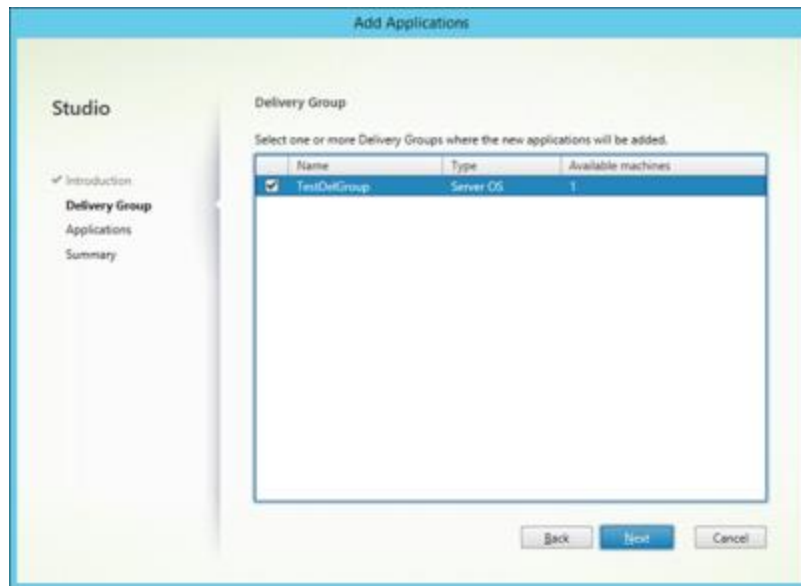 Add Applications
Studio
✔ Introduction
Delivery Group
Applications
Summary
Delivery Group
Select one or more Delivery Groups where the new applications will be added.
Name Type Available machines
TestDelGroup Server OS 1
Back Next Cancel